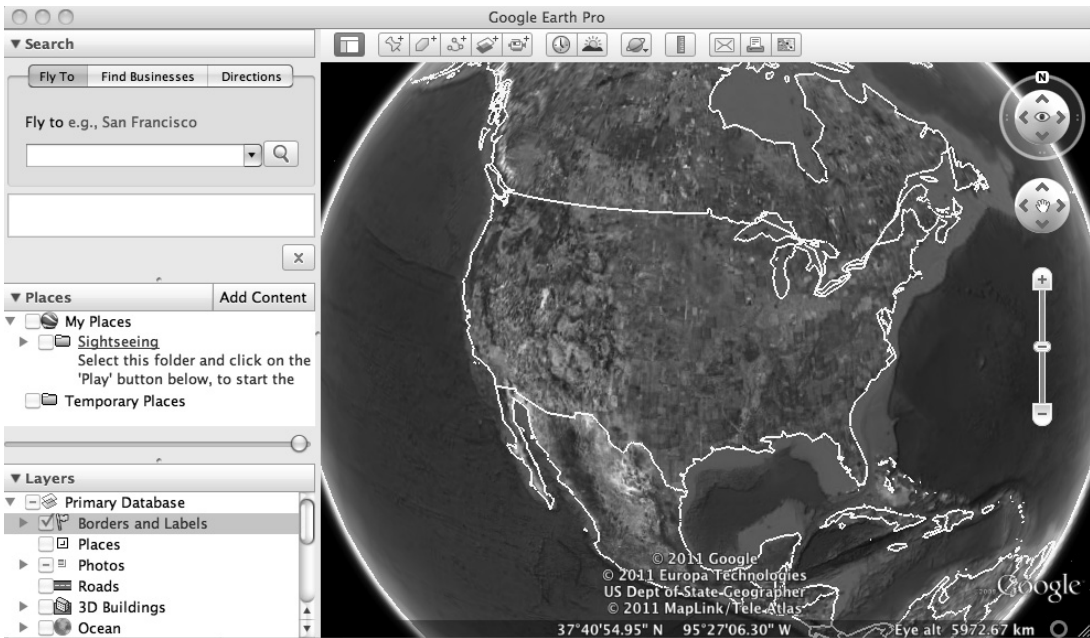 Google Earth Pro
Search
Fly To
Find Businesses
Directions
Fly to e.g., San Francisco
Places
Add Content
My Places
Sightseeing
Select this folder and click on the
'Play' button below, to start the
Temporary Places
Layers
Primary Database
Borders and Labels
Places
Photos
Roads
3D Buildings
Ocean
N
© 2011 Google
© 2011 Europa Technologies
US Dept of State Geographer
© 2011 MapLink/Tele Atlas
Google
37°40'54.95" N 95°27'06.30" W Eye alt 5972.67 km